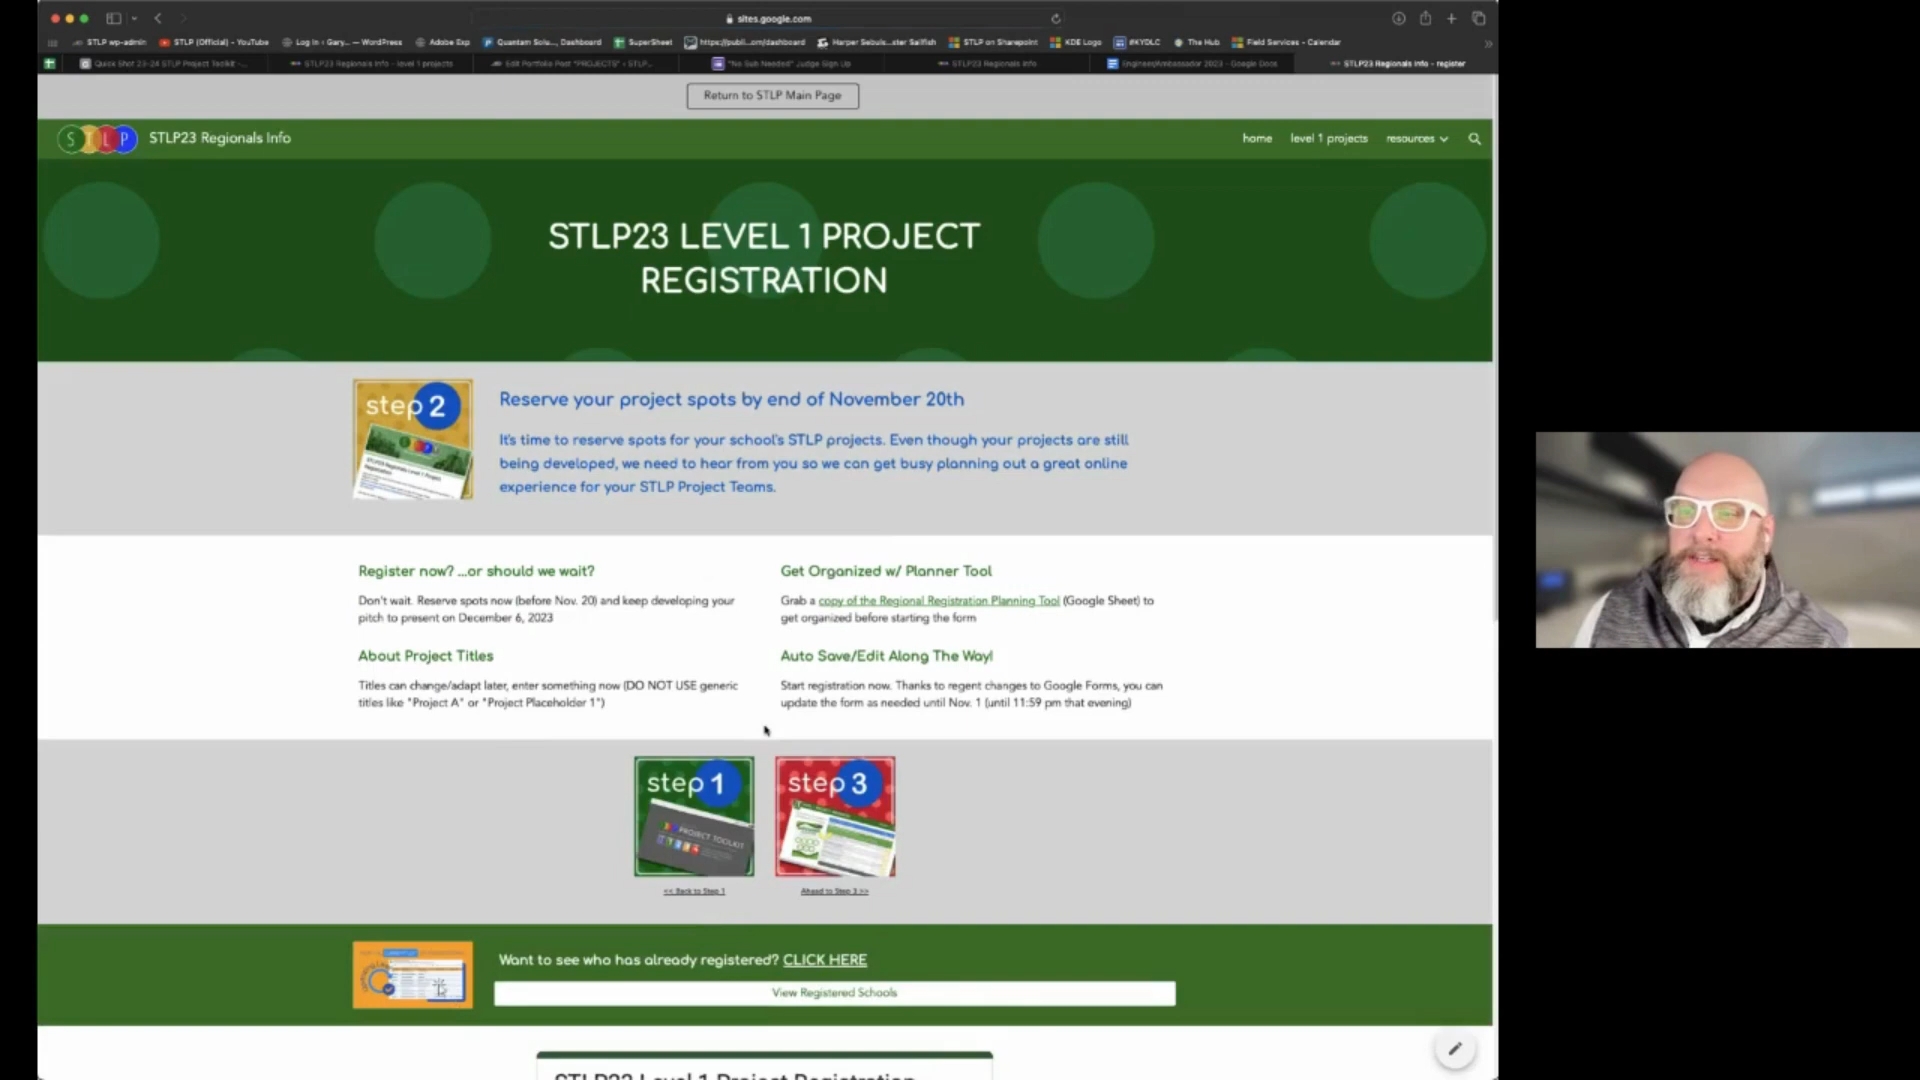 sites.google.com
STLP wp-admin
STLP (Official) - YouTube
Log In ‹ Gary... — WordPress
Adobe Exp
Quantam Solu..., Dashboard
SuperSheet
https://publi...om/dashboard
Harper Sebuls...ster Sailfish
STLP on Sharepoint
KDE Logs
#KYDLC
The Hub
Field Services - Calendar
Quick Shot 23-24 STLP Project Toolkit -...
STLP23 Regionals Info - level 1 projects
Edit Portfolio Post "PROJECTS" ‹ STLP...
"No Sub Needed" Judge Sign Up
STLP23 Regionals Info
EngineerAmbassador 2023 - Google Docs
STLP23 Regionals Info - register
Return to STLP Main Page
STLP
STLP23 Regionals Info
home
level 1 projects
resources
STLP23 LEVEL 1 PROJECT
REGISTRATION
step 2
Reserve your project spots by end of November 20th
It's time to reserve spots for your school's STLP projects. Even though your projects are still
being developed, we need to hear from you so we can get busy planning out a great online
experience for your STLP Project Teams.
Register now? ...or should we wait?
Don't wait. Reserve spots now (before Nov. 20) and keep developing your
pitch to present on December 6, 2023
About Project Titles
Titles can change/adapt later, enter something now (DO NOT USE generic
titles like "Project A" or "Project Placeholder 1")
Get Organized w/ Planner Tool
Grab a copy of the Regional Registration Planning Tool (Google Sheet) to
get organized before starting the form
Auto Save/Edit Along The Way!
Start registration now. Thanks to regent changes to Google Forms, you can
update the form as needed until Nov. 1 (until 11:59 pm that evening)
step 1
PROJECT TOOLKIT
<< Back to Step 1
step 3
Ahead to Step 3 >>
Want to see who has already registered? CLICK HERE
View Registered Schools
STLP23 Level 1 Project Registration